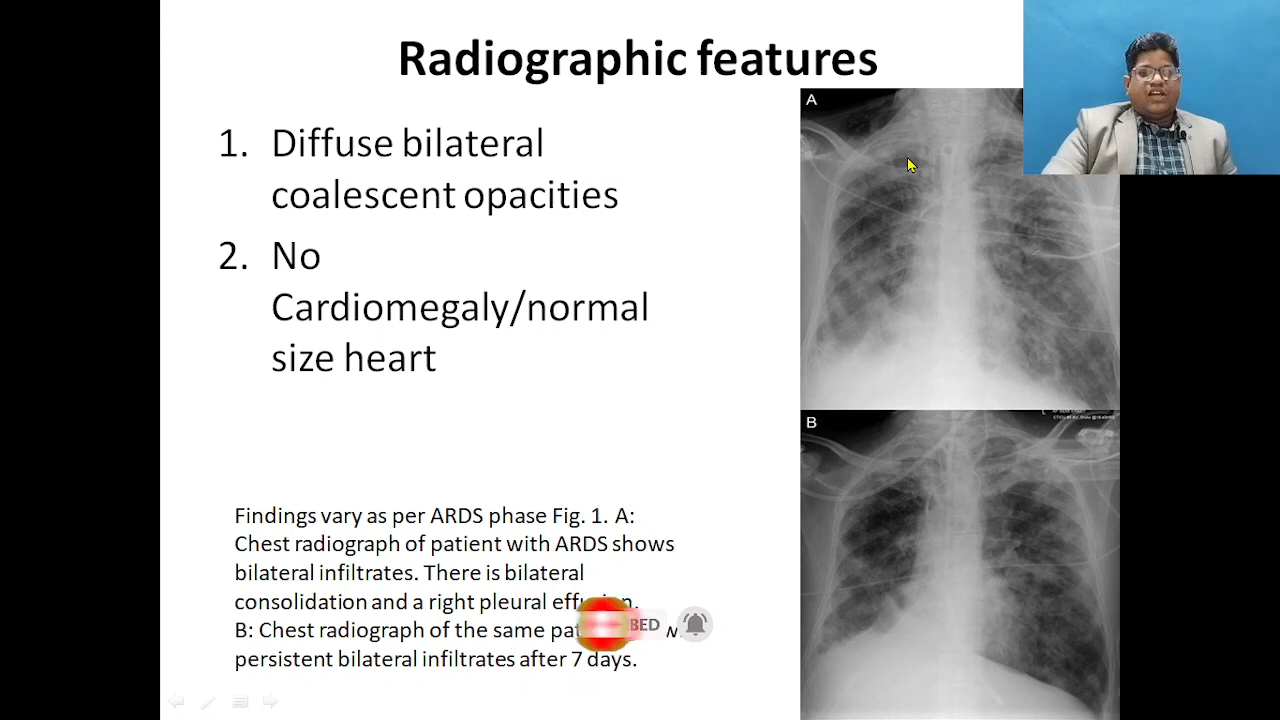 Radiographic features
1. Diffuse bilateral
coalescent opacities
2. No
Cardiomegaly/normal
size heart
Findings vary as per ARDS phase Fig. 1. A:
Chest radiograph of patient with ARDS shows
bilateral infiltrates. There is bilateral
consolidation and a right pleural
B: Chest radiograph of the same
persistent bilateral infiltrates after 7 days.
BED
A
B